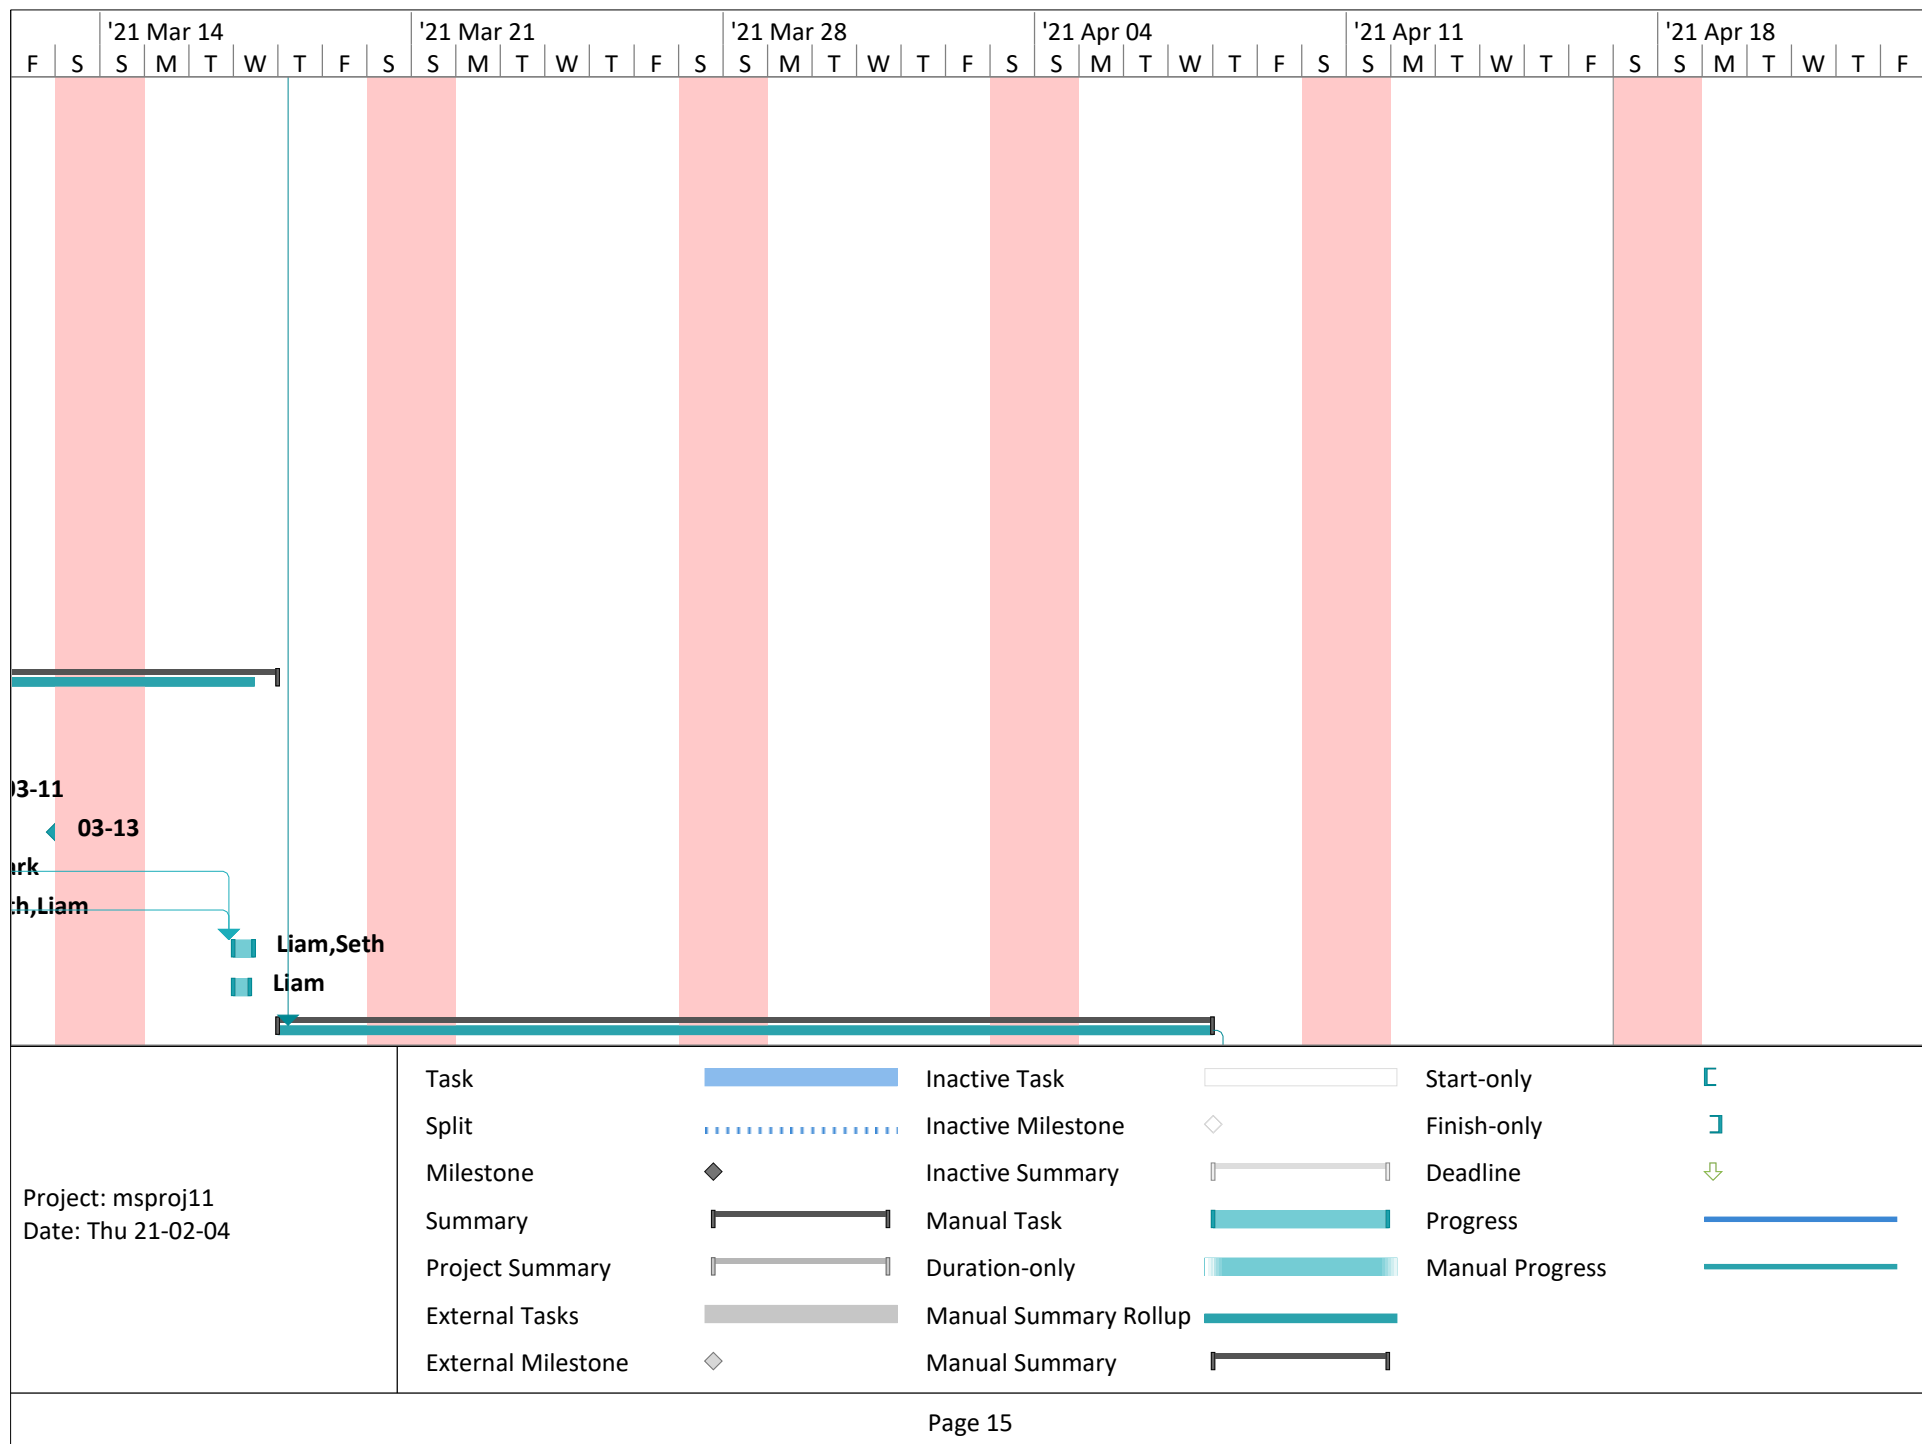 '21 Mar 14 '21 Mar 21 '21 Mar 28 '21 Apr 04 '21 Apr 11 '21 Apr 18
F S S M T W T F S S M T W T F S S M T W T F S S M T W T F S S M T W T F S S M T W T F
03-11
03-13
Liam
Liam,Seth
Liam
Task Inactive Task Start-only
Split Inactive Milestone Finish-only
Milestone Inactive Summary Deadline
Project: msproj11
Date: Thu 21-02-04
Summary Manual Task Progress
Project Summary Duration-only Manual Progress
External Tasks Manual Summary Rollup
External Milestone Manual Summary
Page 15